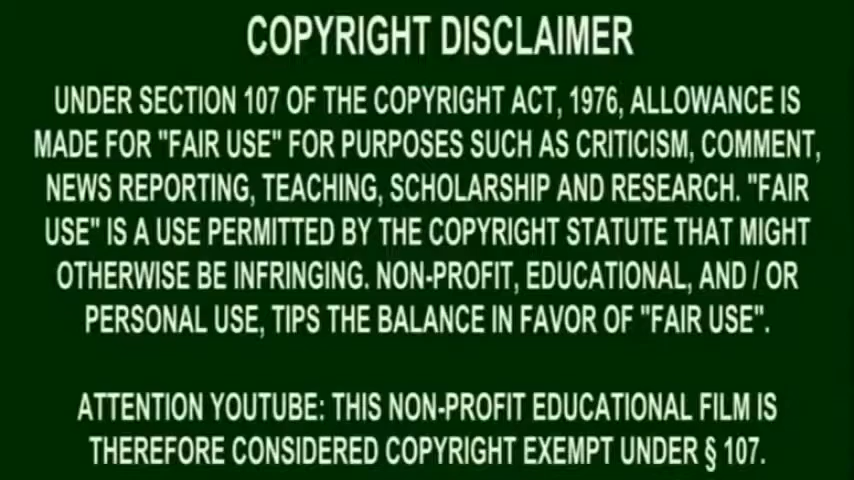 COPYRIGHT DISCLAIMER
UNDER SECTION 107 OF THE COPYRIGHT ACT, 1976, ALLOWANCE IS
MADE FOR "FAIR USE" FOR PURPOSES SUCH AS CRITICISM, COMMENT,
NEWS REPORTING, TEACHING, SCHOLARSHIP AND RESEARCH. "FAIR
USE" IS A USE PERMITTED BY THE COPYRIGHT STATUTE THAT MIGHT
OTHERWISE BE INFRINGING. NON-PROFIT, EDUCATIONAL, AND / OR
PERSONAL USE, TIPS THE BALANCE IN FAVOR OF "FAIR USE".
ATTENTION YOUTUBE: THIS NON-PROFIT EDUCATIONAL FILM IS
THEREFORE CONSIDERED COPYRIGHT EXEMPT UNDER § 107.